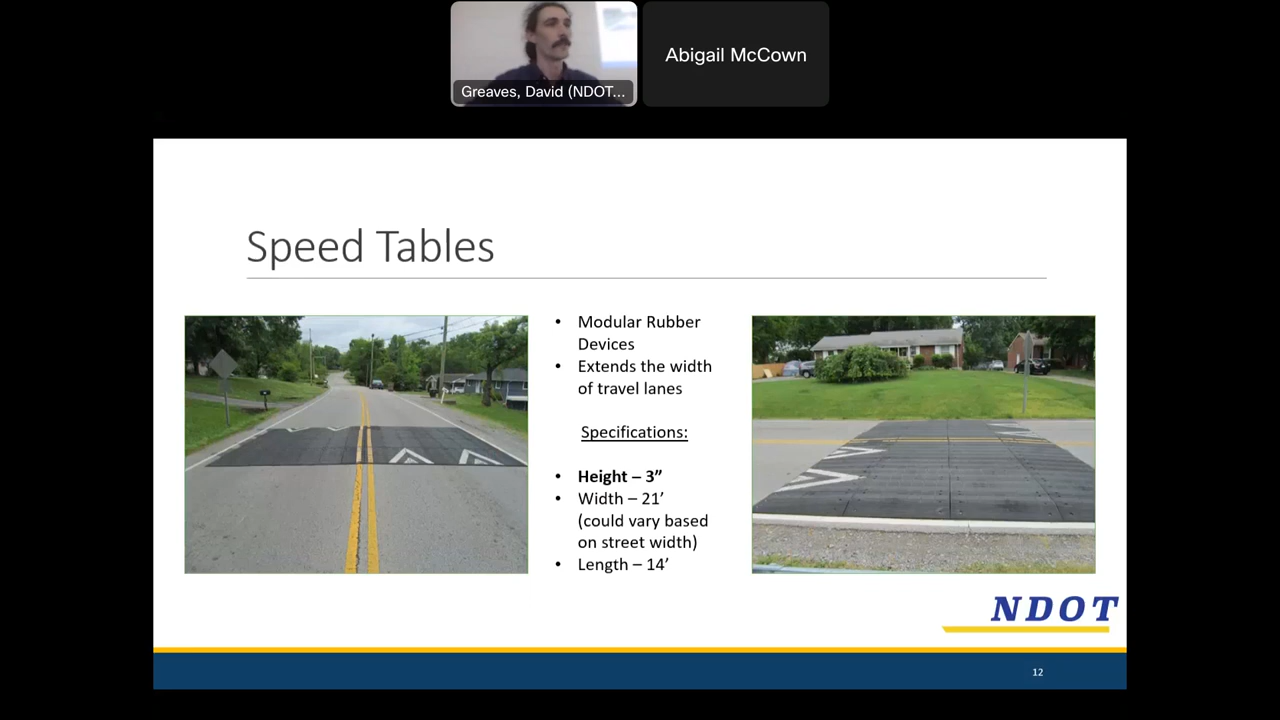 Greaves, David (NDOT...
Abigail McCown
Speed Tables
• Modular Rubber
Devices
• Extends the width
of travel lanes
Specifications:
• Height – 3”
• Width – 21’
(could vary based
on street width)
• Length – 14’
NDOT
12